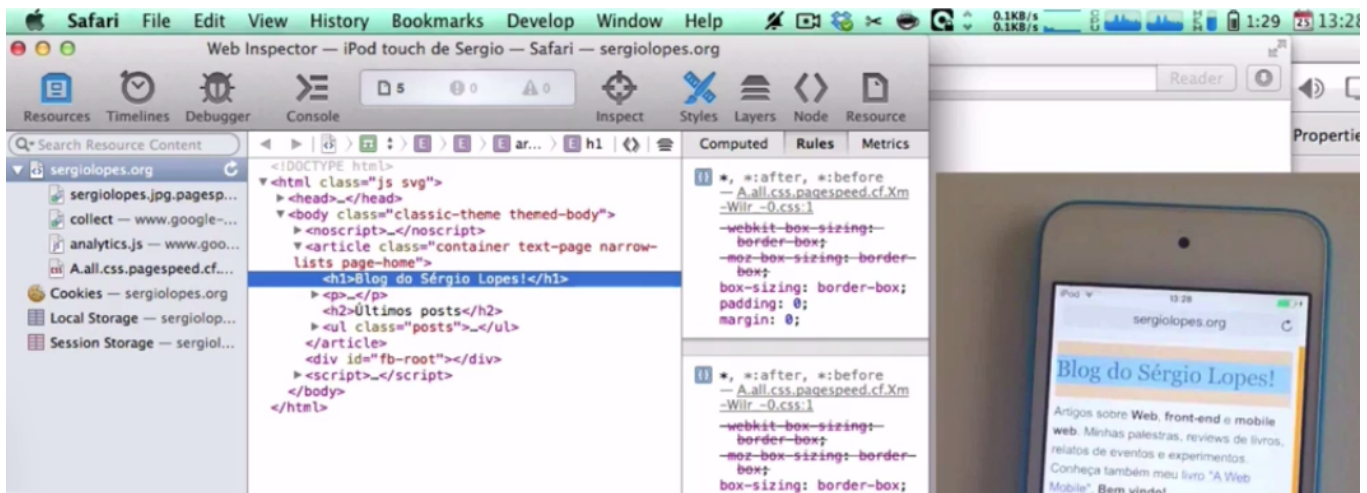 Safari File Edit View History Bookmarks Develop Window Help 0.1KB/s 0.1KB/s 1:29 23 13:28
Web Inspector — iPod touch de Sergio — Safari — sergiolopes.org
5 0 0
Resources Timelines Debugger Console Inspect Styles Layers Node Resource
Reader
Properti
Search Resource Content
E E E ar... E h1
Computed Rules Metrics
sergiolopes.org
sergiolopes.jpg.pagesp...
collect — www.google-...
analytics.js — www.goo...
A.all.css.pagespeed.cf....
Cookies — sergiolopes.org
Local Storage — sergiolop...
Session Storage — sergiol...
<!DOCTYPE html>
<html class="js svg">
<head>…</head>
<body class="classic-theme themed-body">
<noscript>…</noscript>
<article class="container text-page narrow-
lists page-home">
<h1>Blog do Sérgio Lopes!</h1>
<p>…</p>
<h2>Últimos posts</h2>
<ul class="posts">…</ul>
</article>
<div id="fb-root"></div>
<script>…</script>
</body>
</html>
*, *:after, *:before
— A.all.css.pagespeed.cf.Xm
-Wilr_-0.css:1
-webkit-box-sizing:
border-box;
-moz-box-sizing: border-
box;
box-sizing: border-box;
padding: 0;
margin: 0;
*, *:after, *:before
— A.all.css.pagespeed.cf.Xm
-Wilr_-0.css:1
-webkit-box-sizing:
border-box;
-moz-box-sizing: border-
box;
box-sizing: border-box;
iPod 13:28
sergiolopes.org
Blog do Sérgio Lopes!
Artigos sobre Web, front-end e mobile
web. Minhas palestras, reviews de livros,
relatos de eventos e experimentos.
Conheça também meu livro "A Web
Mobile". Bem vindo!